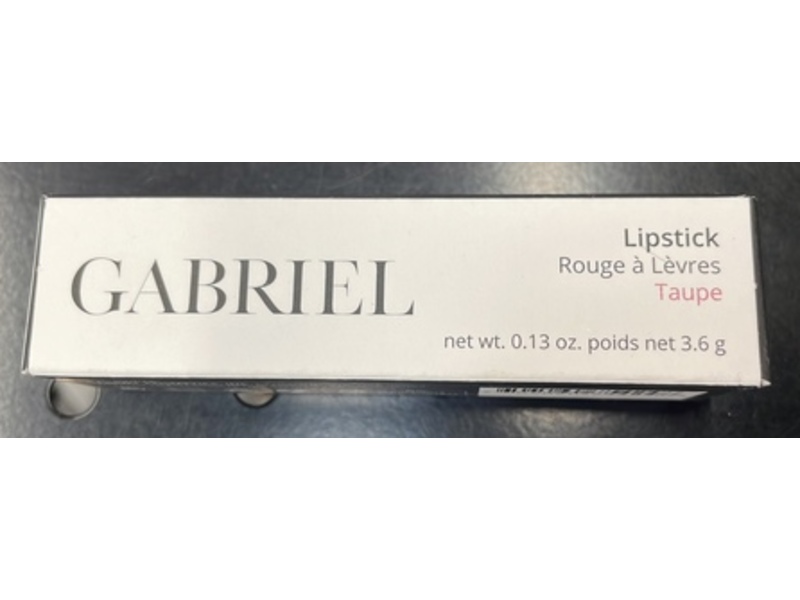 GABRIEL
Lipstick
Rouge à Lèvres
Taupe
net wt. 0.13 oz. poids net 3.6 g